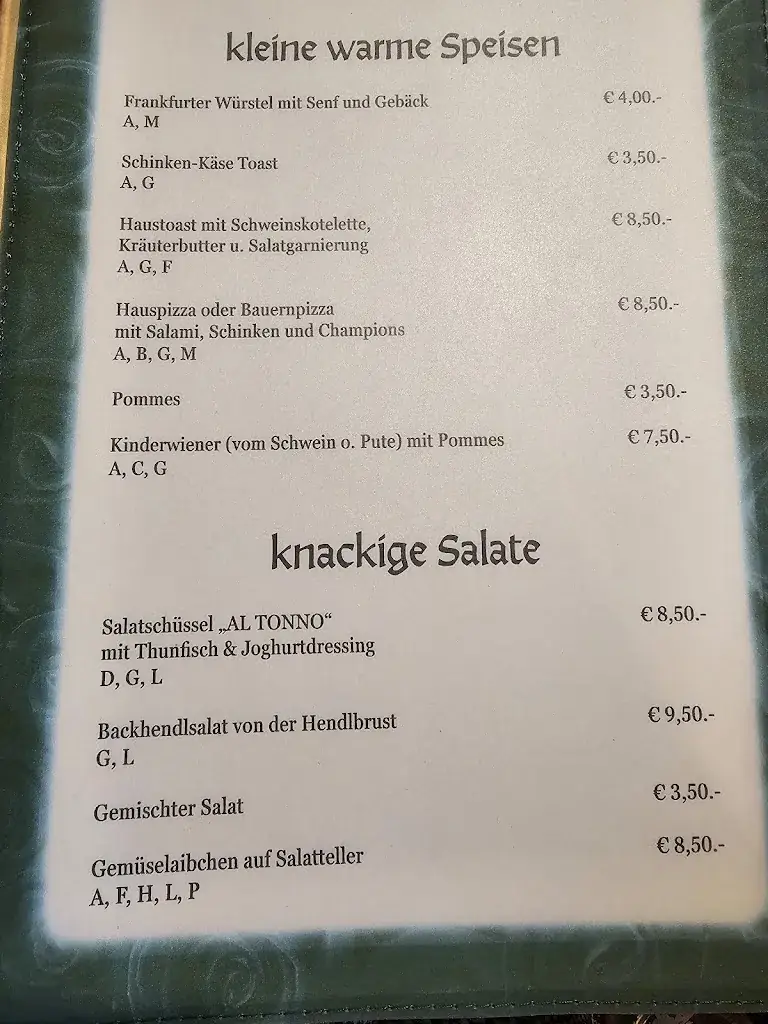 kleine warme Speisen
Frankfurter Würstel mit Senf und Gebäck € 4,00.-
A, M
Schinken-Käse Toast € 3,50.-
A, G
Haustoast mit Schweinskotelette, € 8,50.-
Kräuterbutter u. Salatgarnierung
A, G, F
Hauspizza oder Bauernpizza € 8,50.-
mit Salami, Schinken und Champions
A, B, G, M
Pommes € 3,50.-
Kinderwiener (vom Schwein o. Pute) mit Pommes € 7,50.-
A, C, G
knackige Salate
Salatschüssel „AL TONNO“ € 8,50.-
mit Thunfisch & Joghurtdressing
D, G, L
Backhendlsalat von der Hendlbrust € 9,50.-
G, L
Gemischter Salat € 3,50.-
Gemüselaibchen auf Salatteller € 8,50.-
A, F, H, L, P